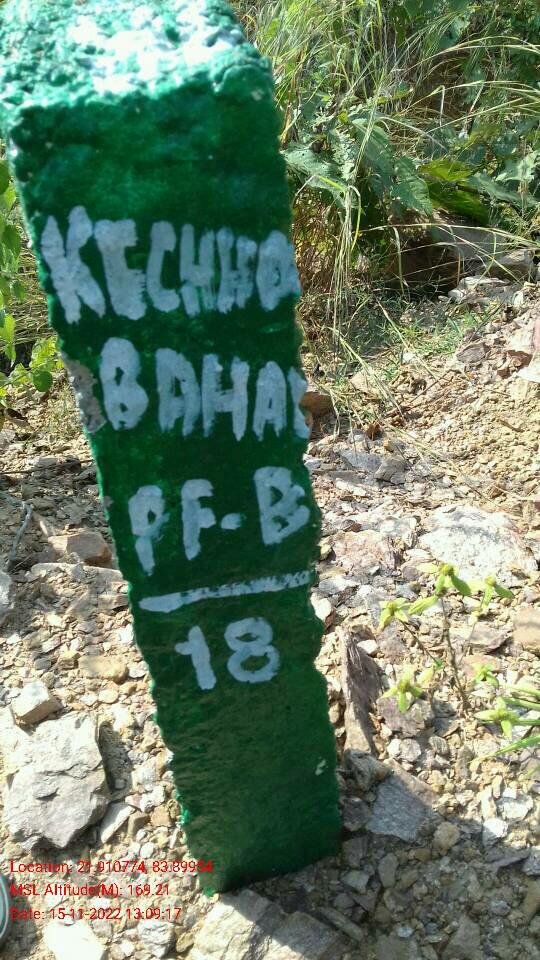 KECHHO
BAHAL
PF-B
18
Location: 21.910774, 83.89954
MSL Altitude(M): 169.21
Date: 15-11-2022 13:09:17